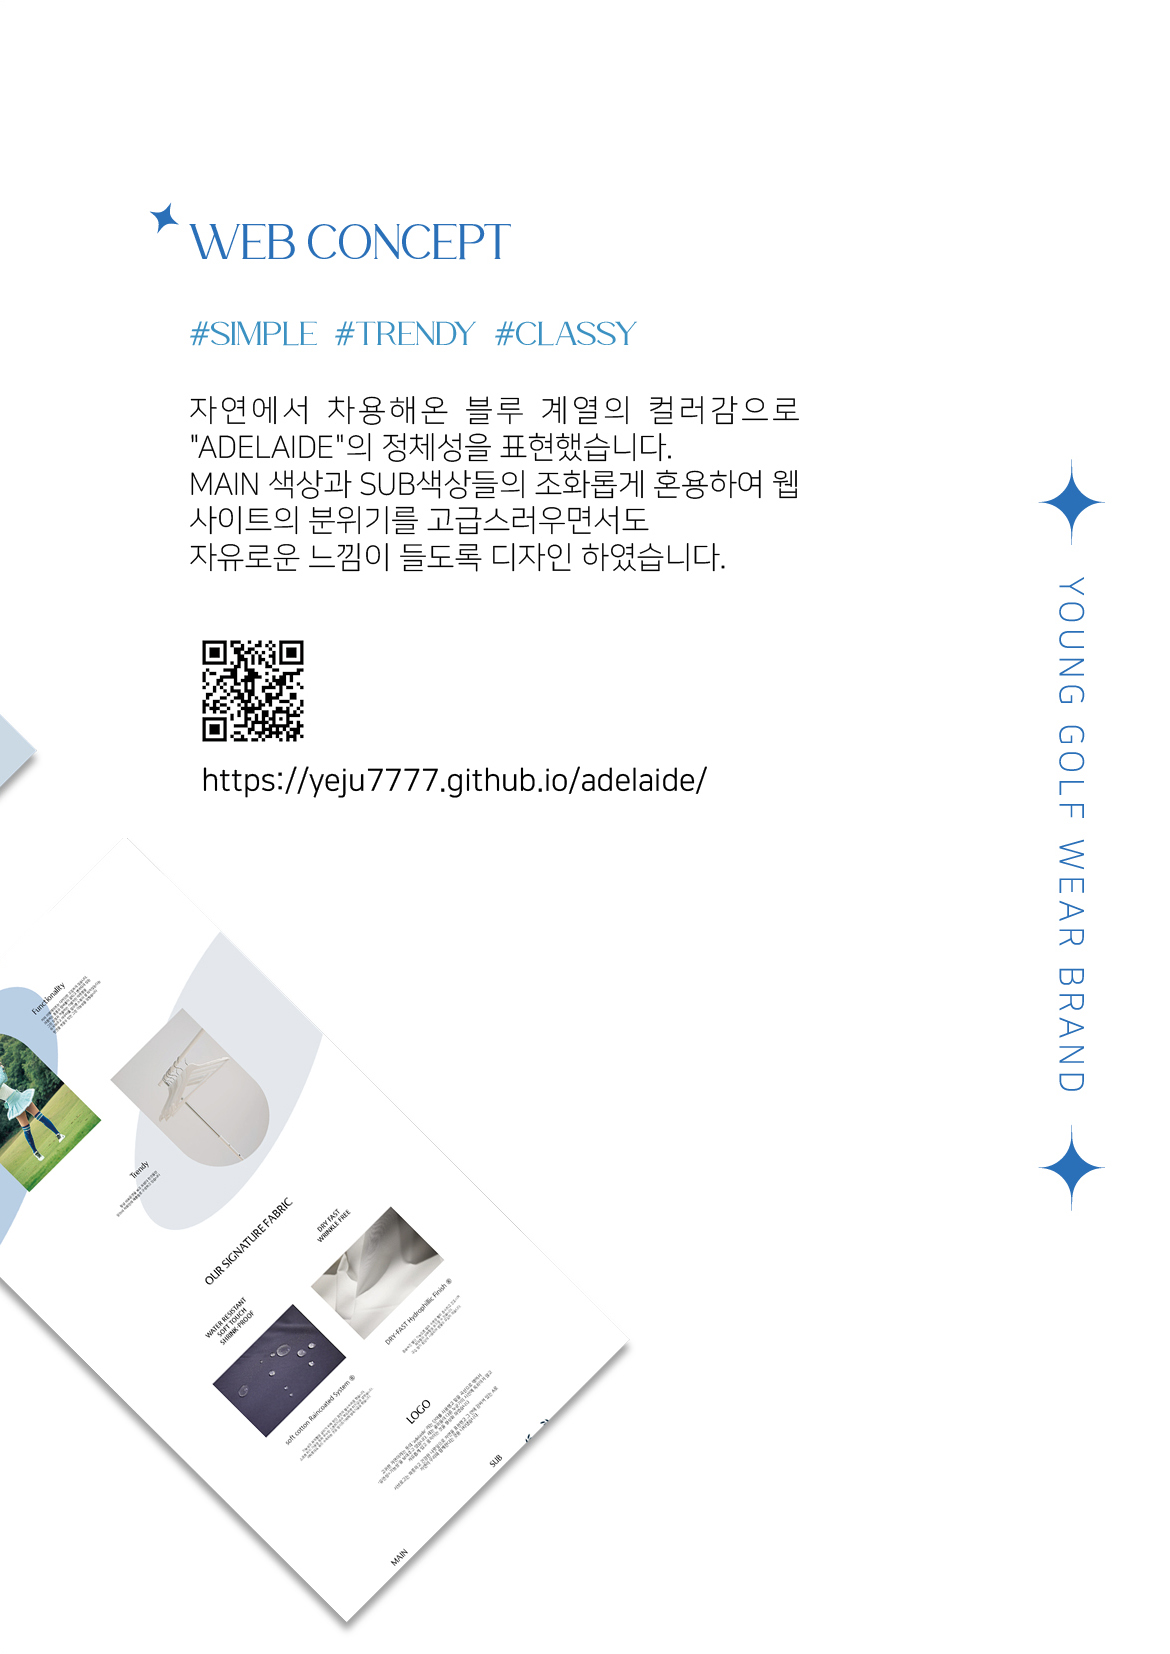 WEB CONCEPT
#SIMPLE #TRENDY #CLASSY
자연에서 차용해온 블루 계열의 컬러감으로
"ADELAIDE"의 정체성을 표현했습니다.
MAIN 색상과 SUB색상들의 조화롭게 혼용하여 웹
사이트의 분위기를 고급스러우면서도
자유로운 느낌이 들도록 디자인 하였습니다.
https://yeju7777.github.io/adelaide/
YOUNG GOLF WEAR BRAND
Functionality
Trendy
OUR SIGNATURE FABRIC
DRY FAST
WRINKLE FREE
WATER RESISTANT
SOFT TOUCH
SHRINK-PROOF
DRY-FAST Hydrophilic Finish ®
soft cotton Raincoated System ®
LOGO
SUB
MAIN